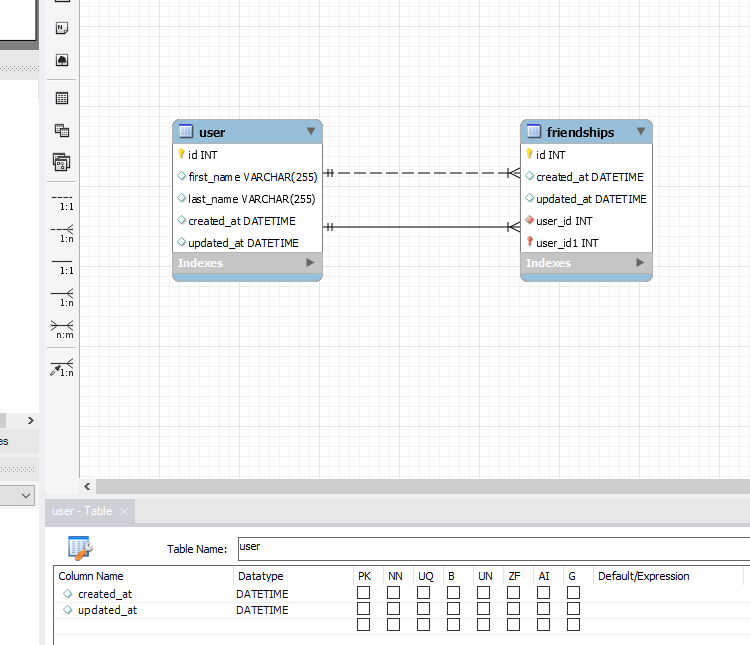 user
id INT
first_name VARCHAR(255)
last_name VARCHAR(255)
created_at DATETIME
updated_at DATETIME
Indexes
friendships
id INT
created_at DATETIME
updated_at DATETIME
user_id INT
user_id1 INT
Indexes
1:1
1:n
1:1
1:n
n:m
1:n
es
user - Table
Table Name: user
Column Name Datatype PK NN UQ B UN ZF AI G Default/Expression
created_at DATETIME
updated_at DATETIME